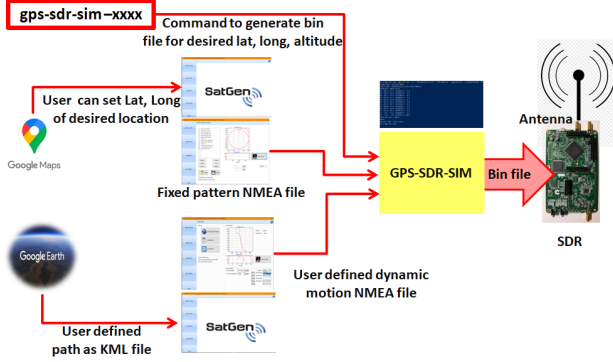 gps-sdr-sim–xxxx
Command to generate bin
file for desired lat, long, altitude
SatGen
User can set Lat, Long
of desired location
Google Maps
Antenna
GPS-SDR-SIM
Bin file
Fixed pattern NMEA file
SDR
Google Earth
User defined dynamic
motion NMEA file
User defined
path as KML file
SatGen